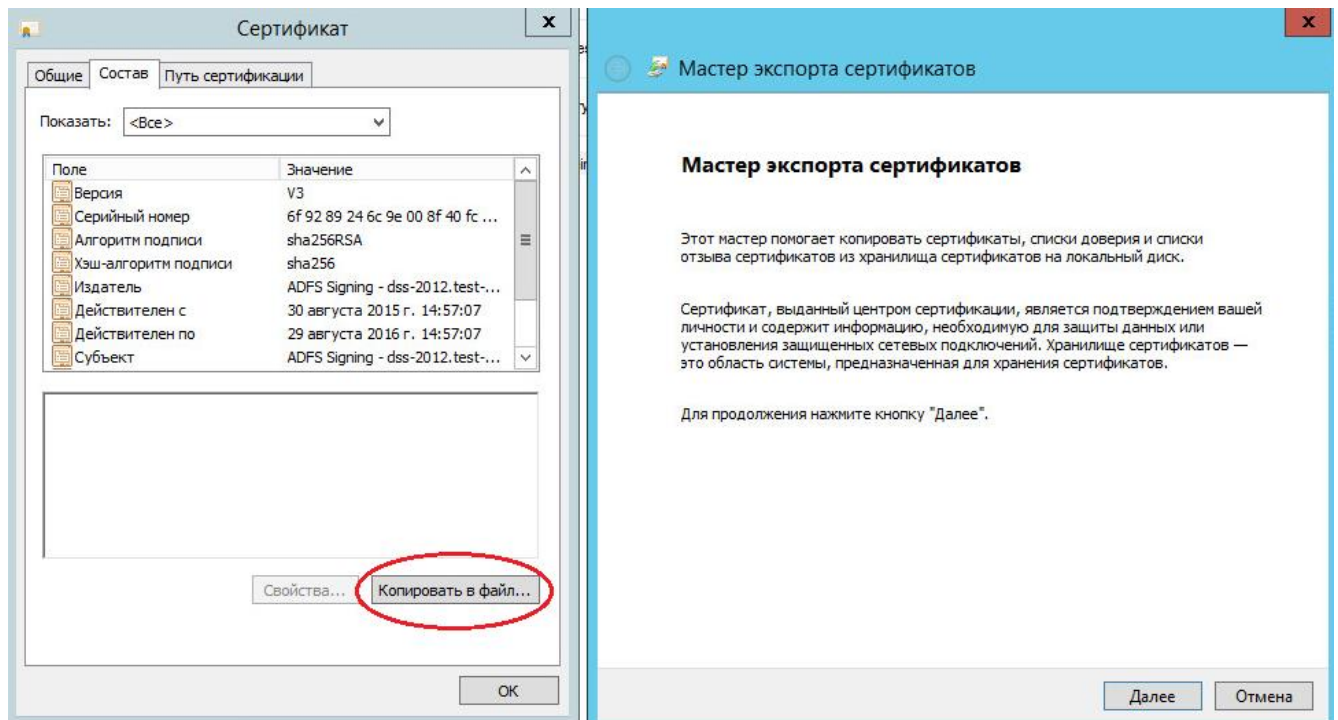 Сертификат
x
Общие Состав Путь сертификации
Показать: <Все>
Поле Значение
Версия V3
Серийный номер 6f 92 89 24 6c 9e 00 8f 40 fc ...
Алгоритм подписи sha256RSA
Хэш-алгоритм подписи sha256
Издатель ADFS Signing - dss-2012.test-...
Действителен с 30 августа 2015 г. 14:57:07
Действителен по 29 августа 2016 г. 14:57:07
Субъект ADFS Signing - dss-2012.test-...
Свойства... Копировать в файл...
OK
x
Мастер экспорта сертификатов
Мастер экспорта сертификатов
Этот мастер помогает копировать сертификаты, списки доверия и списки
отзыва сертификатов из хранилища сертификатов на локальный диск.
Сертификат, выданный центром сертификации, является подтверждением вашей
личности и содержит информацию, необходимую для защиты данных или
установления защищенных сетевых подключений. Хранилище сертификатов —
это область системы, предназначенная для хранения сертификатов.
Для продолжения нажмите кнопку "Далее".
Далее Отмена